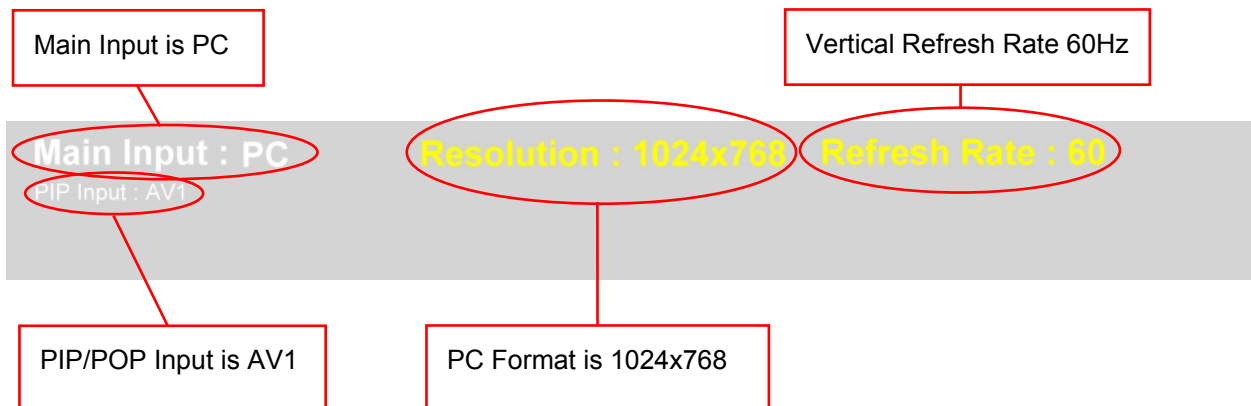 Main Input is PC
Vertical Refresh Rate 60Hz
Main Input : PC
Resolution : 1024x768
Refresh Rate : 60
PIP Input : AV1
PIP/POP Input is AV1
PC Format is 1024x768